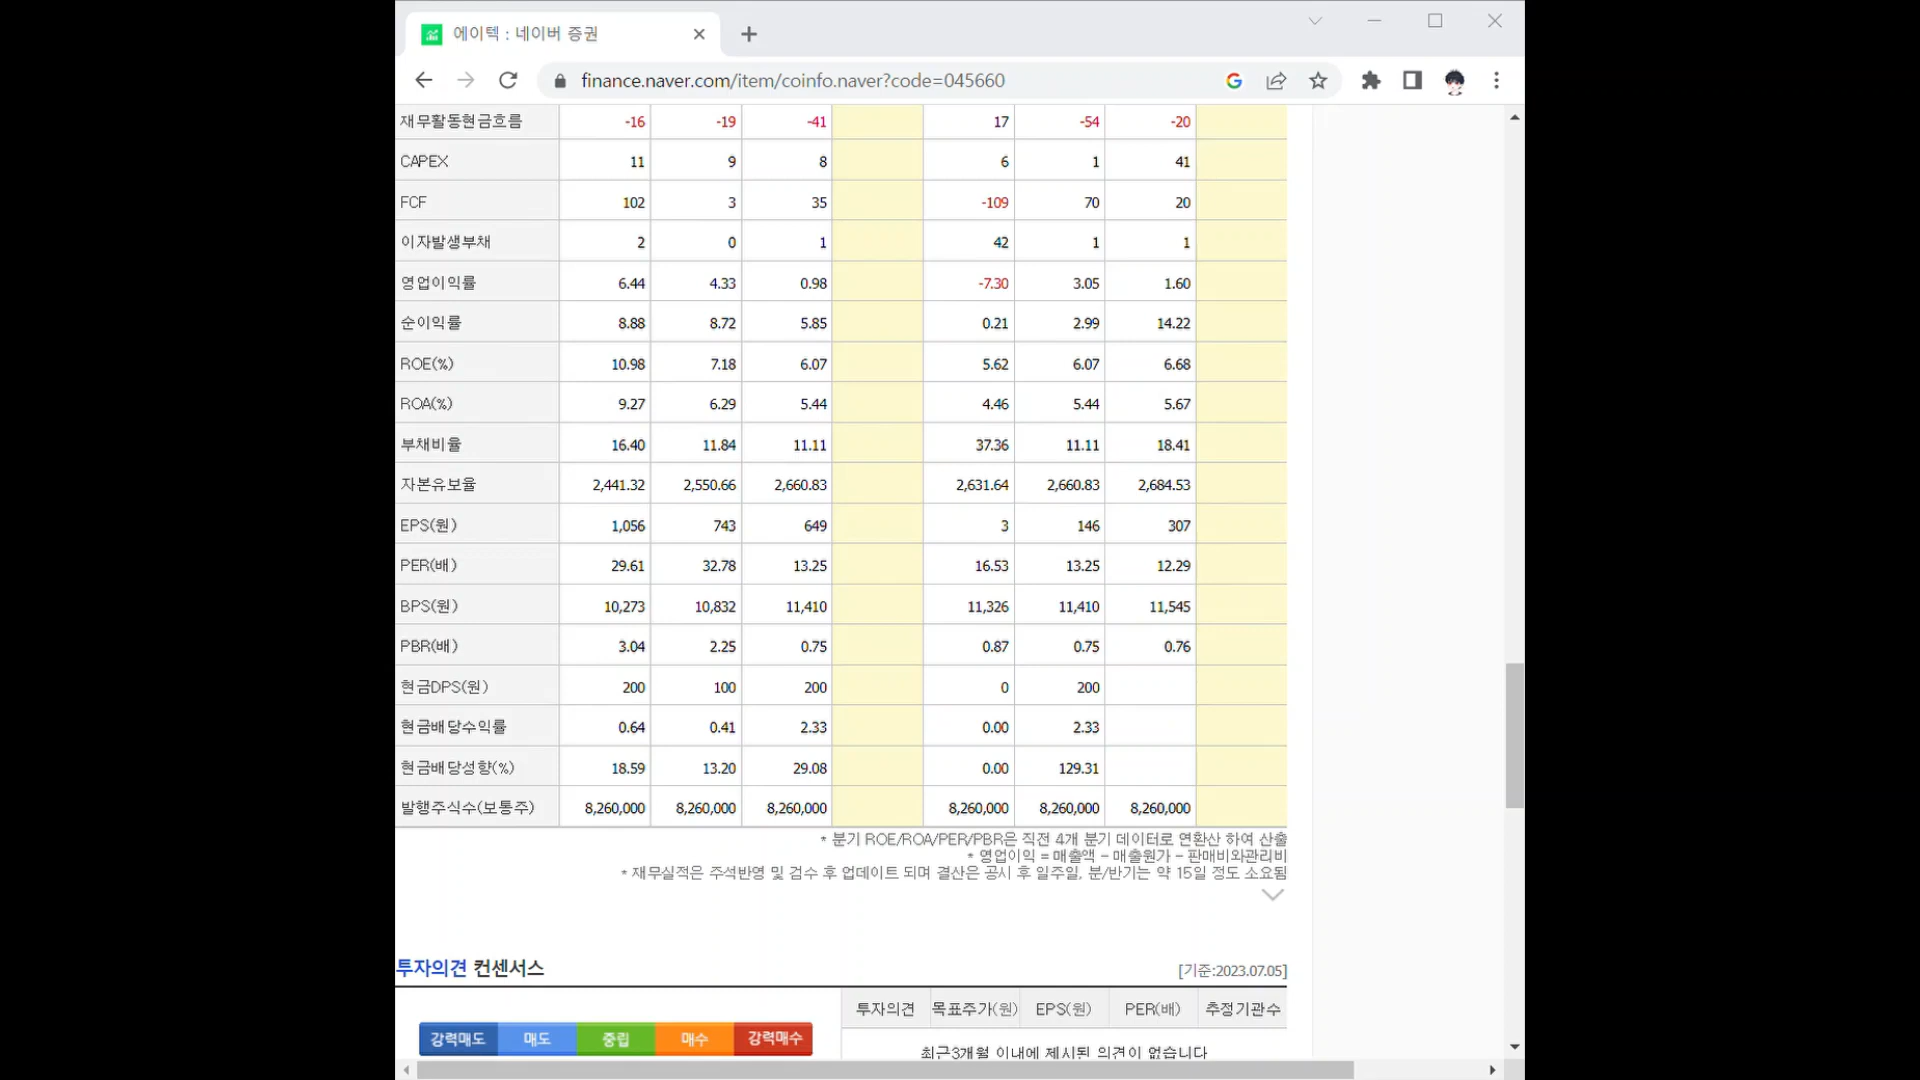 에이텍 : 네이버 증권
finance.naver.com/item/coinfo.naver?code=045660
재무활동현금흐름 -16 -19 -41 17 -54 -20
CAPEX 11 9 8 6 1 41
FCF 102 3 35 -109 70 20
이자발생부채 2 0 1 42 1 1
영업이익률 6.44 4.33 0.98 -7.30 3.05 1.60
순이익률 8.88 8.72 5.85 0.21 2.99 14.22
ROE(%) 10.98 7.18 6.07 5.62 6.07 6.68
ROA(%) 9.27 6.29 5.44 4.46 5.44 5.67
부채비율 16.40 11.84 11.11 37.36 11.11 18.41
자본유보율 2,441.32 2,550.66 2,660.83 2,631.64 2,660.83 2,684.53
EPS(원) 1,056 743 649 3 146 307
PER(배) 29.61 32.78 13.25 16.53 13.25 12.29
BPS(원) 10,273 10,832 11,410 11,326 11,410 11,545
PBR(배) 3.04 2.25 0.75 0.87 0.75 0.76
현금DPS(원) 200 100 200 0 200
현금배당수익률 0.64 0.41 2.33 0.00 2.33
현금배당성향(%) 18.59 13.20 29.08 0.00 129.31
발행주식수(보통주) 8,260,000 8,260,000 8,260,000 8,260,000 8,260,000 8,260,000
* 분기 ROE/ROA/PER/PBR은 직전 4개 분기 데이터로 연환산 하여 산출
* 영업이익 = 매출액 - 매출원가 - 판매비와관리비
* 재무실적은 주석반영 및 검수 후 업데이트 되며 결산은 공시 후 일주일, 분/반기는 약 15일 정도 소요됨
투자의견 컨센서스 [기준:2023.07.05]
투자의견 목표주가(원) EPS(원) PER(배) 추정기관수
강력매도 매도 중립 매수 강력매수
최근3개월 이내에 제시된 의견이 없습니다